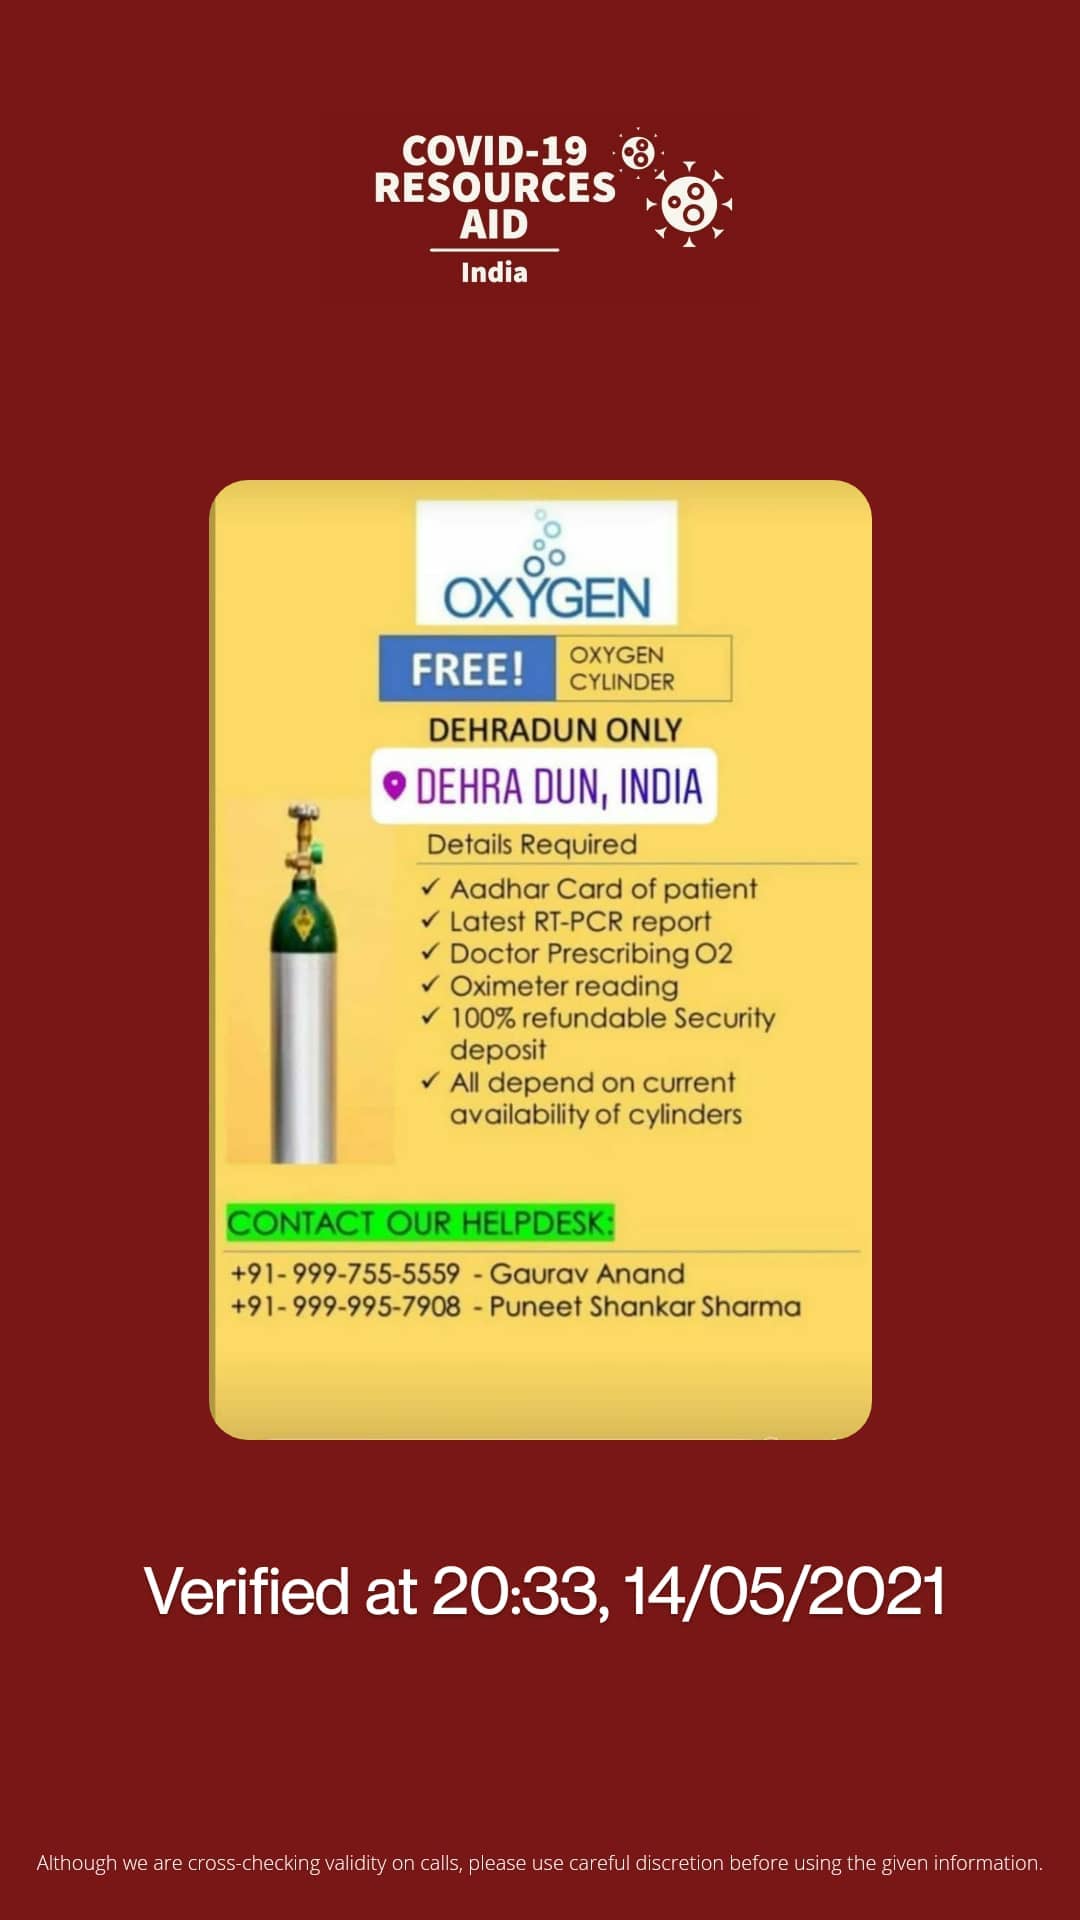 COVID-19
RESOURCES
AID
India
OXYGEN
FREE!
OXYGEN
CYLINDER
DEHRADUN ONLY
DEHRA DUN, INDIA
Details Required
✓ Aadhar Card of patient
✓ Latest RT-PCR report
✓ Doctor Prescribing O2
✓ Oximeter reading
✓ 100% refundable Security
deposit
✓ All depend on current
availability of cylinders
CONTACT OUR HELPDESK:
+91- 999-755-5559 - Gaurav Anand
+91- 999-995-7908 - Puneet Shankar Sharma
Verified at 20:33, 14/05/2021
Although we are cross-checking validity on calls, please use careful discretion before using the given information.